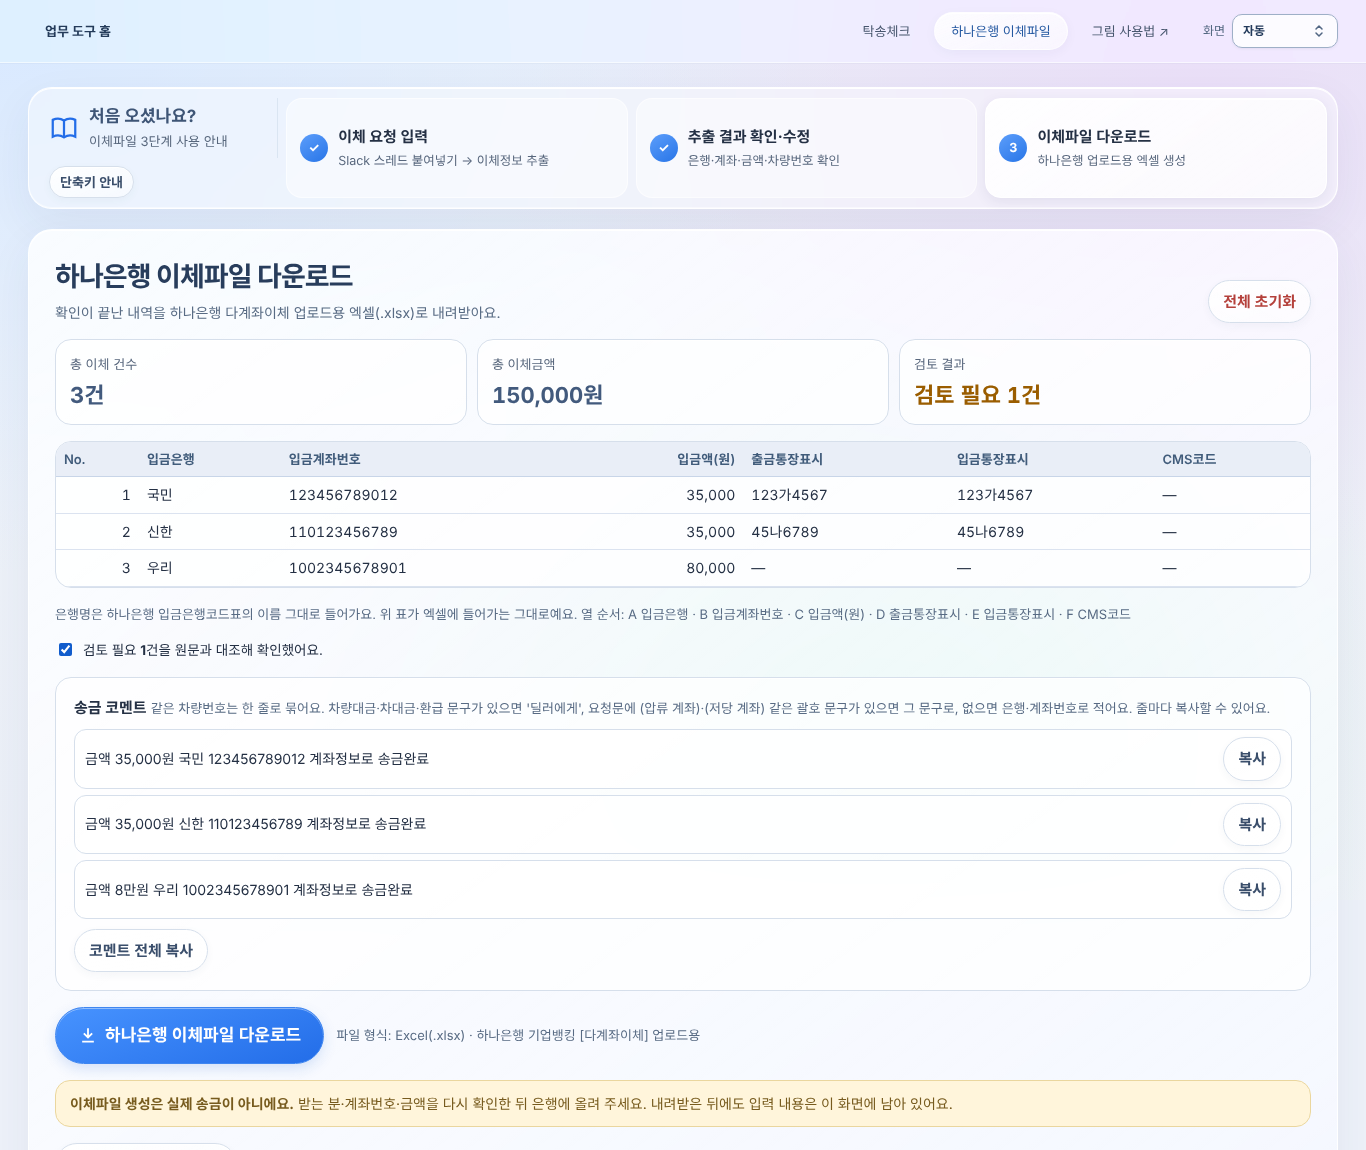 업무 도구 홈
탁송체크
하나은행 이체파일
그림 사용법 ↗
화면
자동
처음 오셨나요?
이체파일 3단계 사용 안내
단축키 안내
이체 요청 입력
Slack 스레드 붙여넣기 → 이체정보 추출
추출 결과 확인·수정
은행·계좌·금액·차량번호 확인
3
이체파일 다운로드
하나은행 업로드용 엑셀 생성
하나은행 이체파일 다운로드
확인이 끝난 내역을 하나은행 다계좌이체 업로드용 엑셀(.xlsx)로 내려받아요.
전체 초기화
총 이체 건수
3건
총 이체금액
150,000원
검토 결과
검토 필요 1건
No. 입금은행 입금계좌번호 입금액(원) 출금통장표시 입금통장표시 CMS코드
1 국민 123456789012 35,000 123가4567 123가4567 —
2 신한 110123456789 35,000 45나6789 45나6789 —
3 우리 1002345678901 80,000 — — —
은행명은 하나은행 입금은행코드표의 이름 그대로 들어가요. 위 표가 엑셀에 들어가는 그대로예요. 열 순서: A 입금은행 · B 입금계좌번호 · C 입금액(원) · D 출금통장표시 · E 입금통장표시 · F CMS코드
검토 필요 1건을 원문과 대조해 확인했어요.
송금 코멘트 같은 차량번호는 한 줄로 묶어요. 차량대금·차대금·환급 문구가 있으면 '딜러에게', 요청문에 (압류 계좌)·(저당 계좌) 같은 괄호 문구가 있으면 그 문구로, 없으면 은행·계좌번호로 적어요. 줄마다 복사할 수 있어요.
금액 35,000원 국민 123456789012 계좌정보로 송금완료
복사
금액 35,000원 신한 110123456789 계좌정보로 송금완료
복사
금액 8만원 우리 1002345678901 계좌정보로 송금완료
복사
코멘트 전체 복사
하나은행 이체파일 다운로드
파일 형식: Excel(.xlsx) · 하나은행 기업뱅킹 [다계좌이체] 업로드용
이체파일 생성은 실제 송금이 아니에요. 받는 분·계좌번호·금액을 다시 확인한 뒤 은행에 올려 주세요. 내려받은 뒤에도 입력 내용은 이 화면에 남아 있어요.